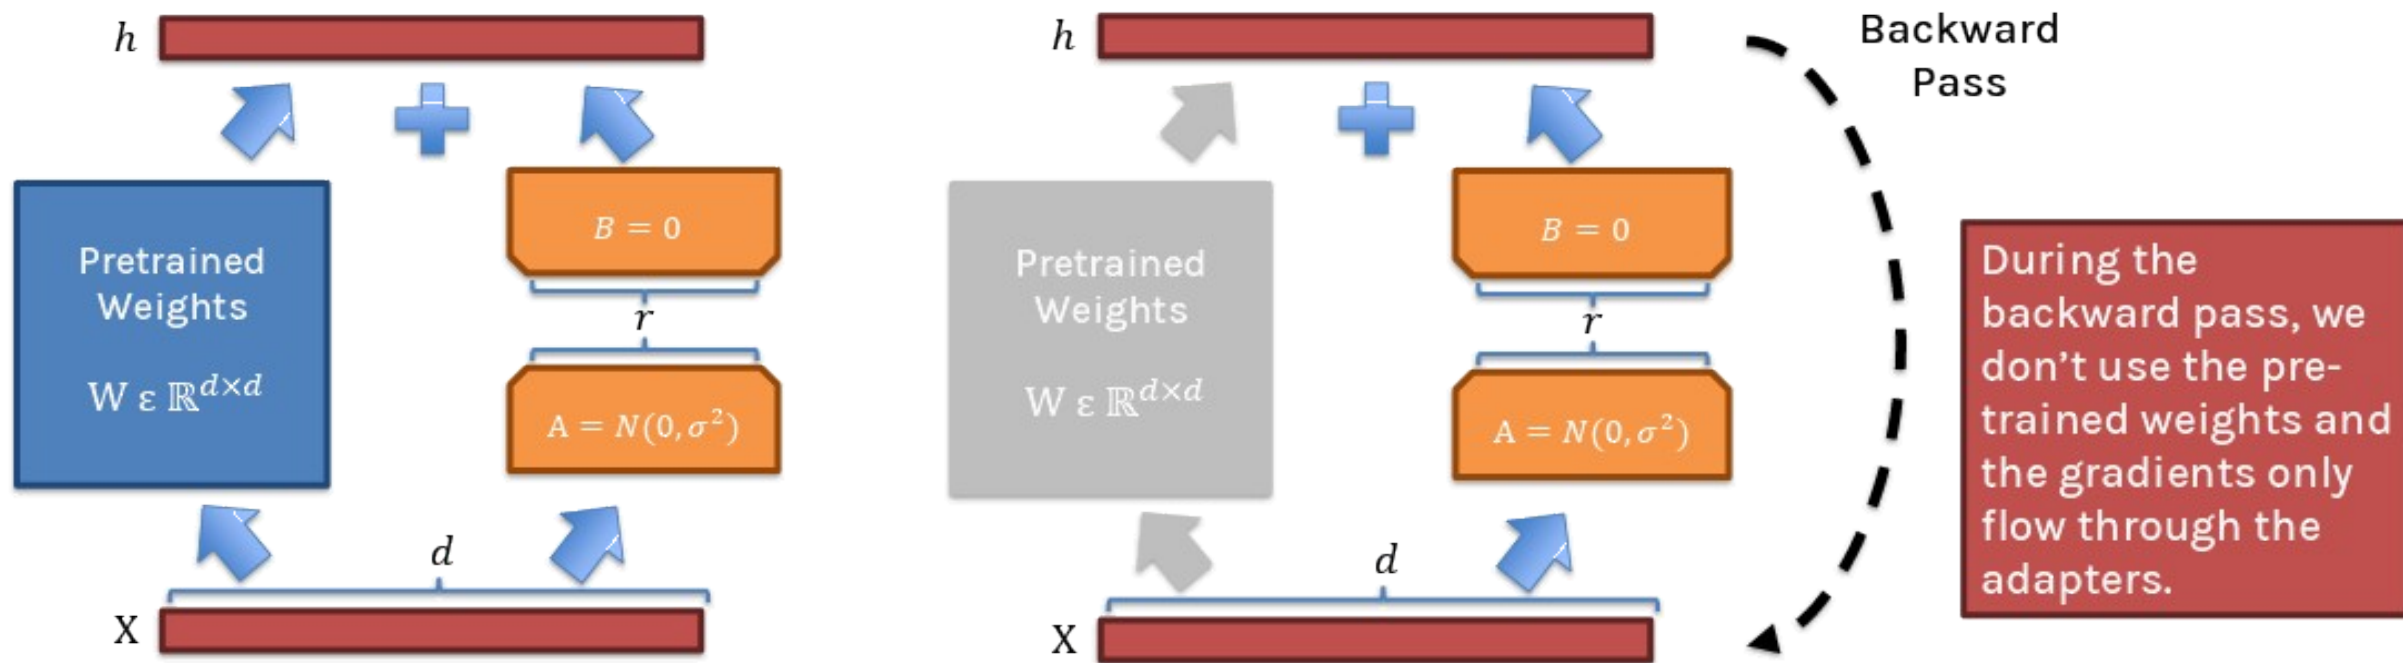 h
Pretrained
Weights
W ε ℝ^{d×d}
B = 0
r
A = N(0, σ²)
d
X
h
Pretrained
Weights
W ε ℝ^{d×d}
B = 0
r
A = N(0, σ²)
d
X
Backward
Pass
During the
backward pass, we
don’t use the pre-
trained weights and
the gradients only
flow through the
adapters.